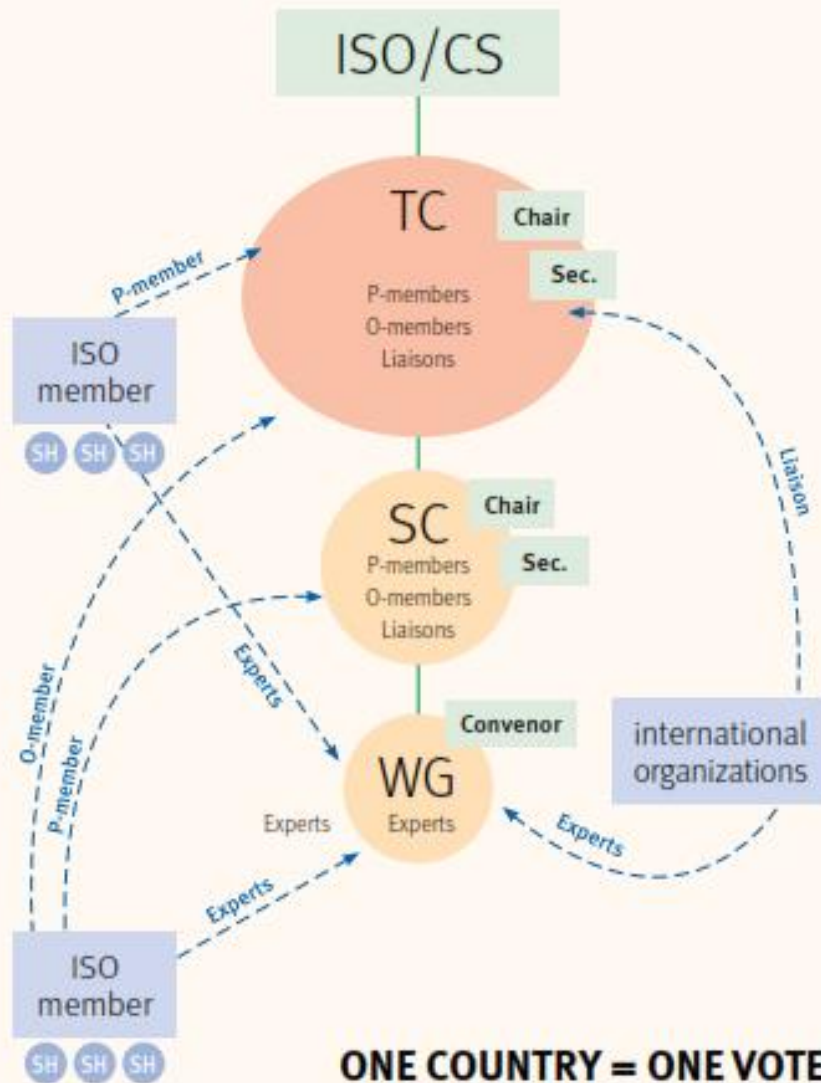 ISO/CS
TC
Chair
Sec.
P-members
O-members
Liaisons
P-member
ISO
member
SH SH SH
Liaison
SC
Chair
Sec.
P-members
O-members
Liaisons
Experts
O-member
P-member
Convenor
WG
Experts
Experts
international
organizations
Experts
Experts
ISO
member
SH SH SH
ONE COUNTRY = ONE VOTE